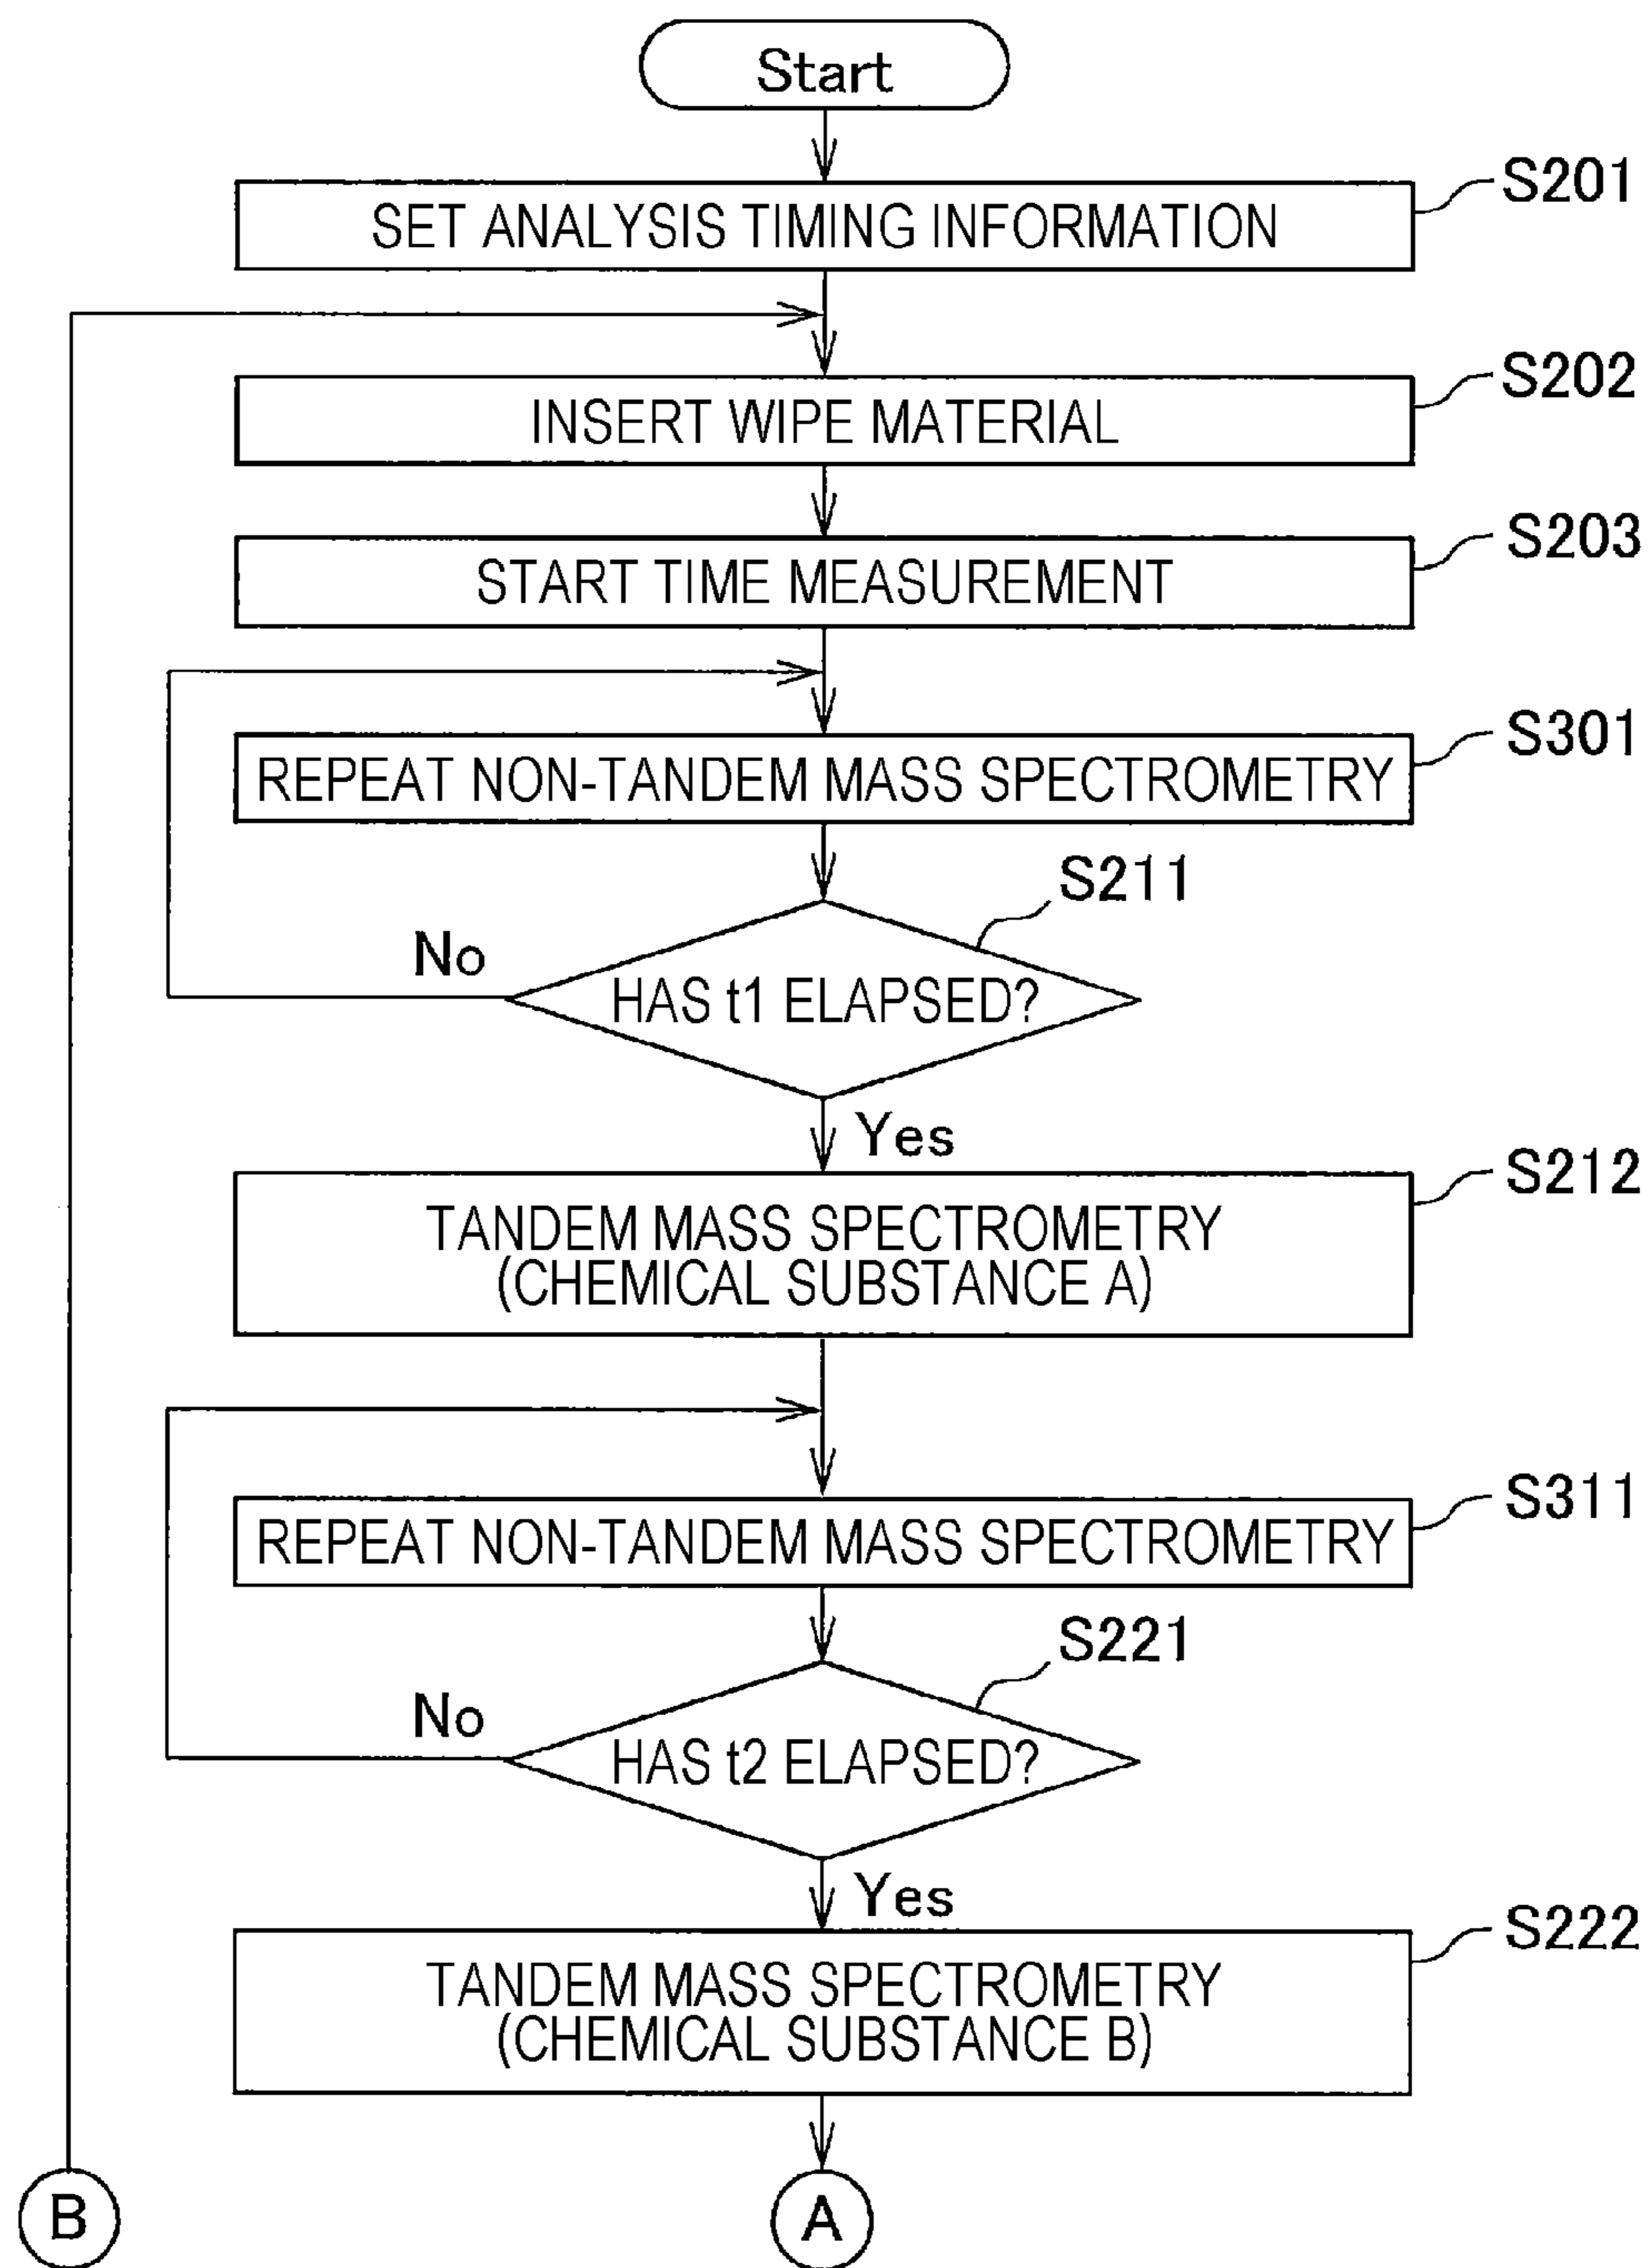 Start
S201
SET ANALYSIS TIMING INFORMATION
S202
INSERT WIPE MATERIAL
S203
START TIME MEASUREMENT
S301
REPEAT NON-TANDEM MASS SPECTROMETRY
S211
No
HAS t1 ELAPSED?
Yes
S212
TANDEM MASS SPECTROMETRY
(CHEMICAL SUBSTANCE A)
S311
REPEAT NON-TANDEM MASS SPECTROMETRY
S221
No
HAS t2 ELAPSED?
Yes
S222
TANDEM MASS SPECTROMETRY
(CHEMICAL SUBSTANCE B)
B
A